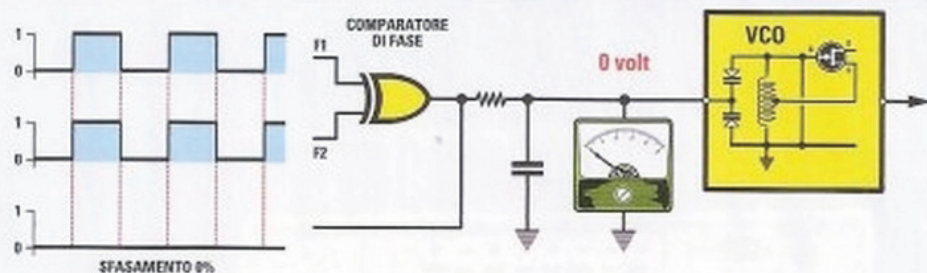 COMPARATORE
DI FASE
1
0
F1
0 volt
VCO
1
0
F2
1
0
SFASAMENTO 0%